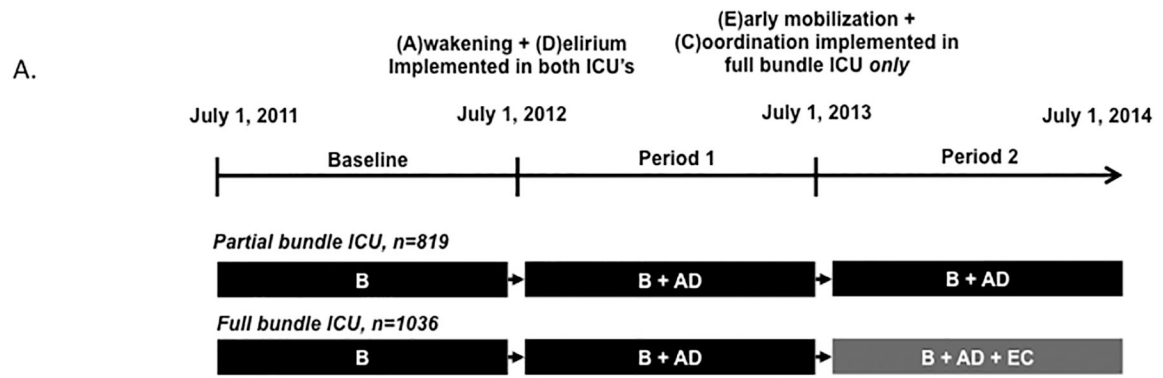 A.
(A)wakening + (D)elirium
Implemented in both ICU's
(E)arly mobilization +
(C)oordination implemented in
full bundle ICU only
July 1, 2011
July 1, 2012
July 1, 2013
July 1, 2014
Baseline
Period 1
Period 2
Partial bundle ICU, n=819
B
B + AD
B + AD
Full bundle ICU, n=1036
B
B + AD
B + AD + EC